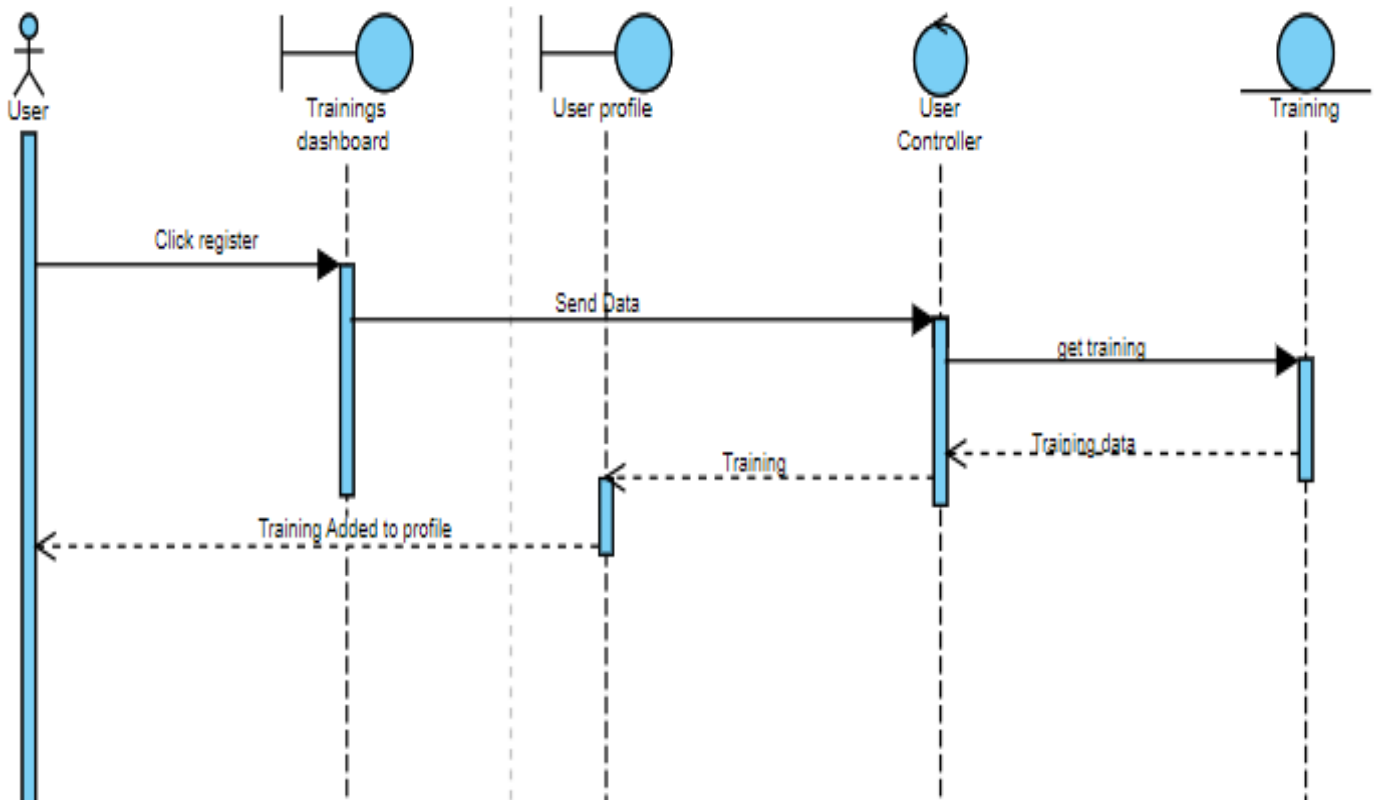 User
Trainings
dashboard
User profile
User
Controller
Training
Click register
Send Data
get training
Training data
Training
Training Added to profile